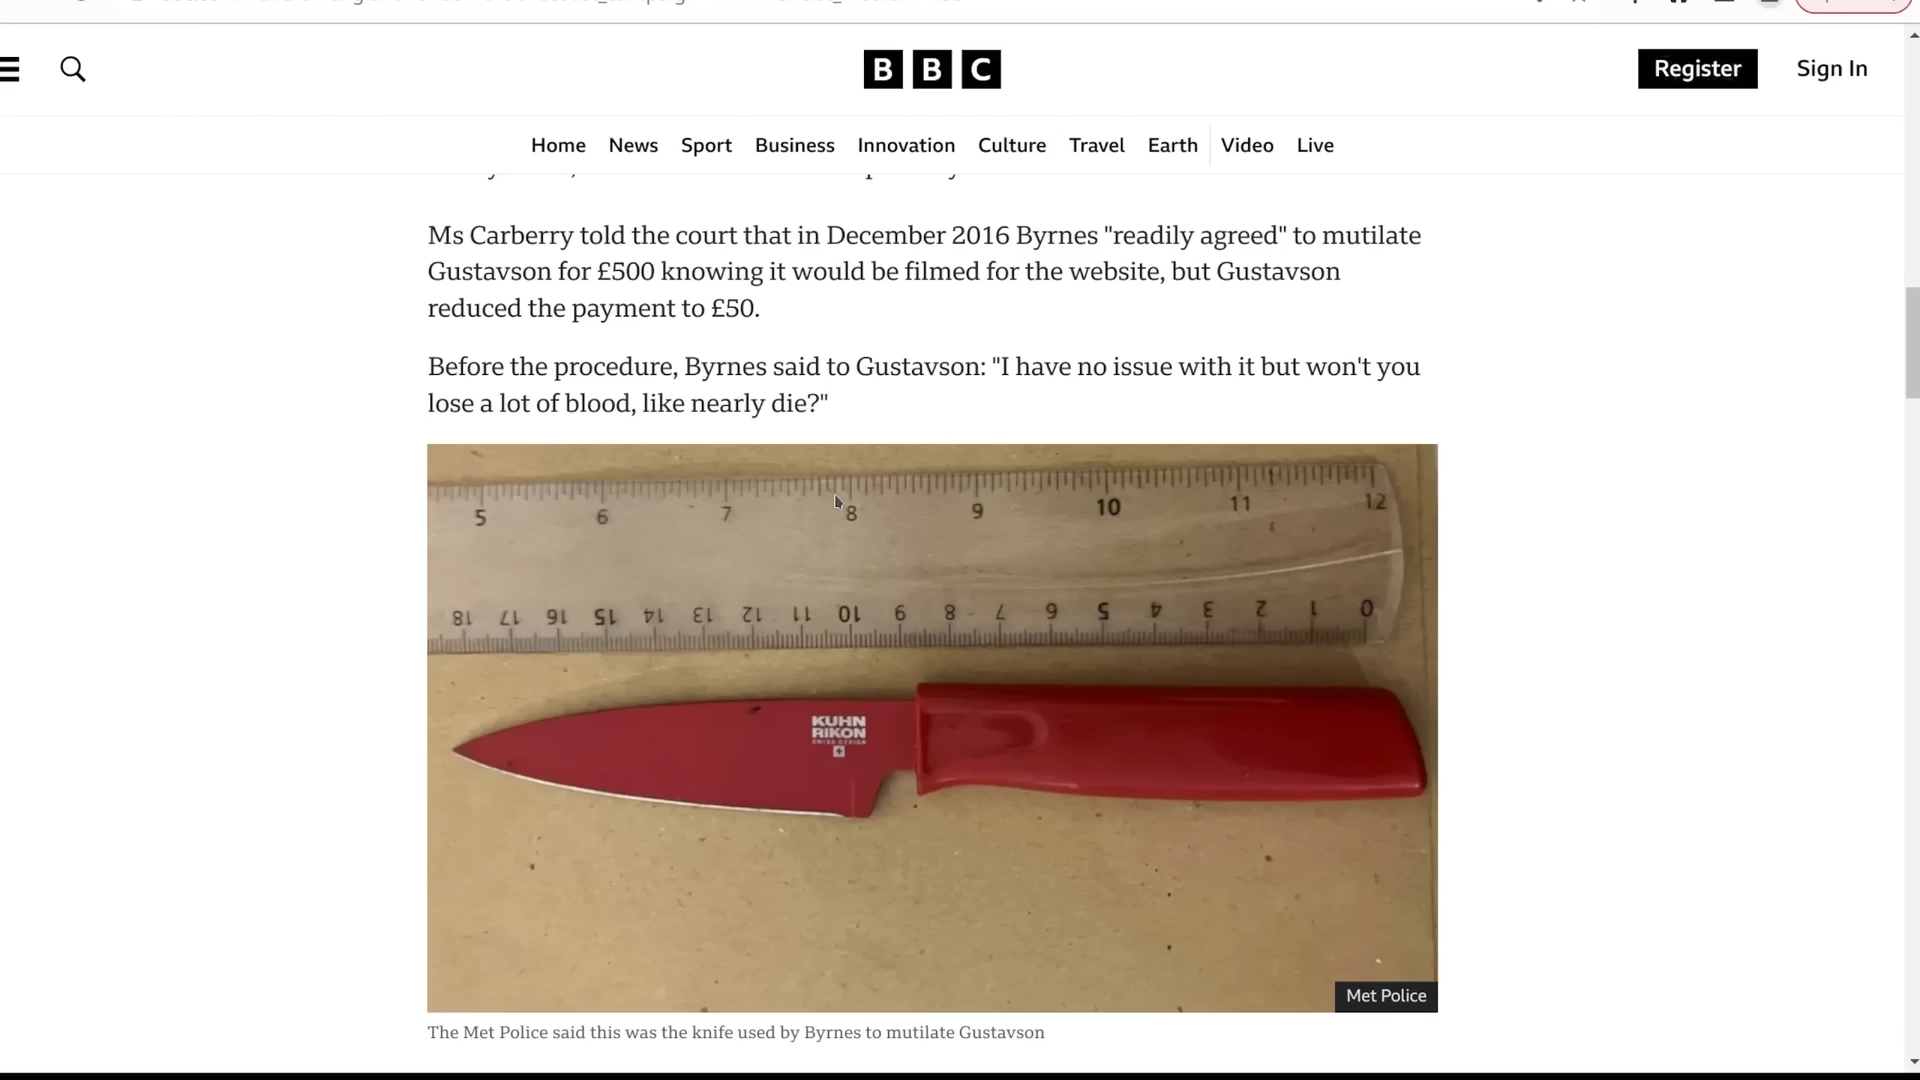 BBC
Register
Sign In
Home News Sport Business Innovation Culture Travel Earth Video Live
Ms Carberry told the court that in December 2016 Byrnes "readily agreed" to mutilate
Gustavson for £500 knowing it would be filmed for the website, but Gustavson
reduced the payment to £50.
Before the procedure, Byrnes said to Gustavson: "I have no issue with it but won't you
lose a lot of blood, like nearly die?"
5 6 7 8 9 10 11 12
18 17 16 15 14 13 12 11 10 9 8 7 6 5 4 3 2 1 0
KUHN
RIKON
SWISS DESIGN
Met Police
The Met Police said this was the knife used by Byrnes to mutilate Gustavson